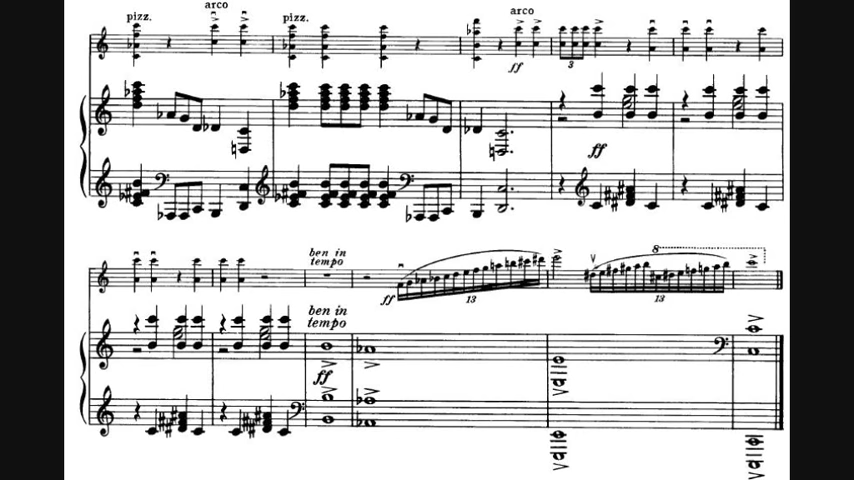 pizz.
arco
pizz.
arco
ff
3
ff
ben in
tempo
8
ff
13
13
ben in
tempo
ff